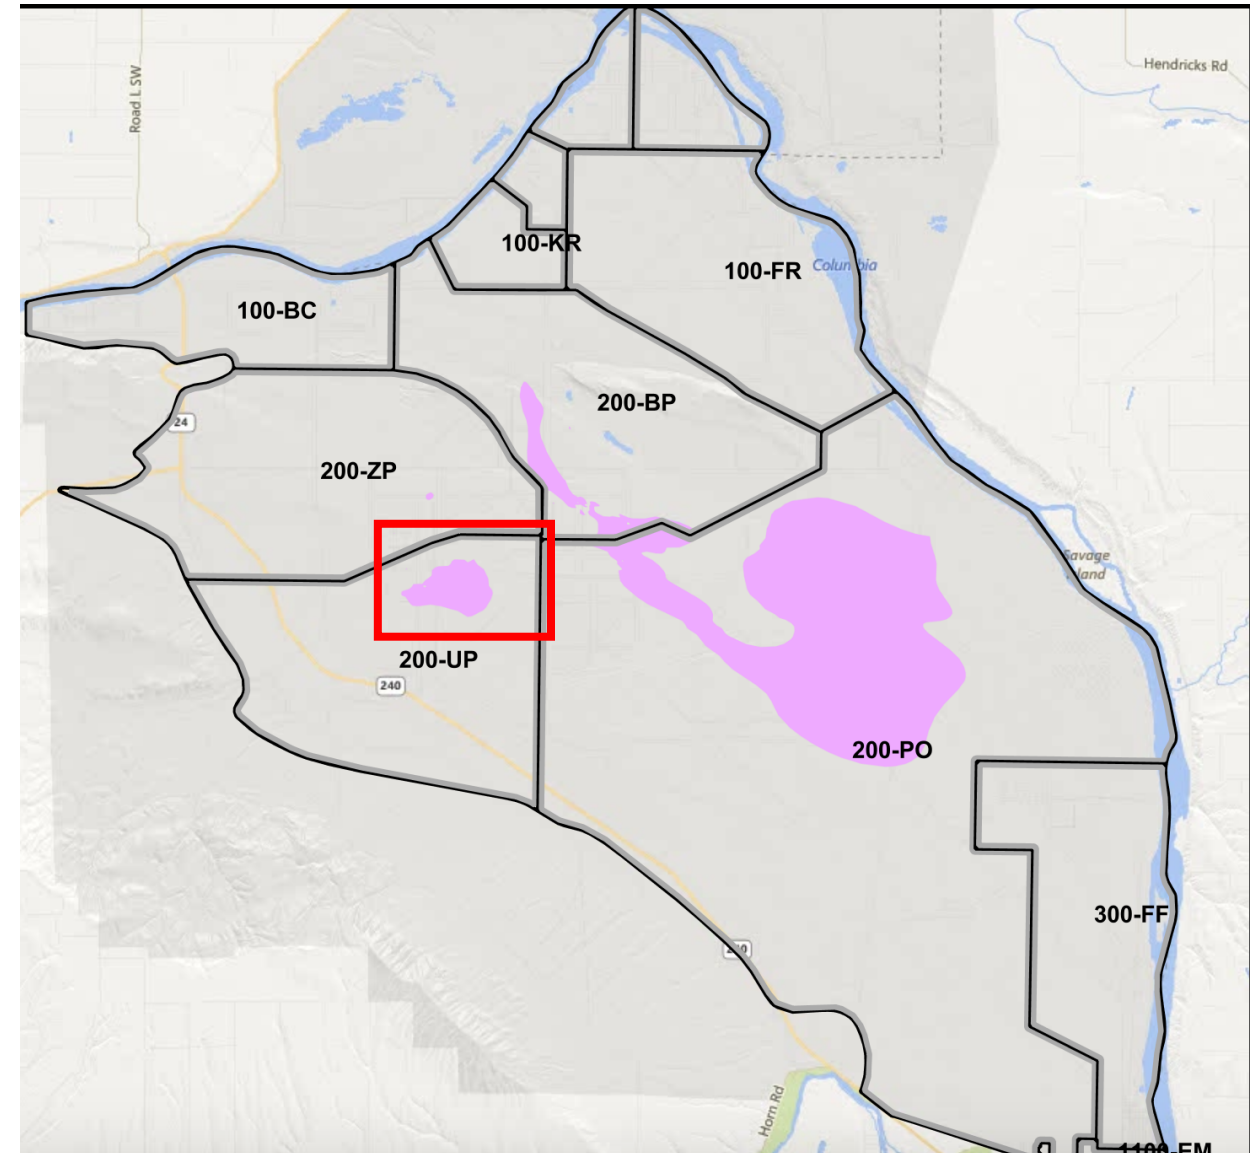 Hendricks Rd
Road L SW
100-KR
100-FR
Columbia
100-BC
200-BP
24
200-ZP
Savage
Island
200-UP
240
200-PO
300-FF
Horn Rd